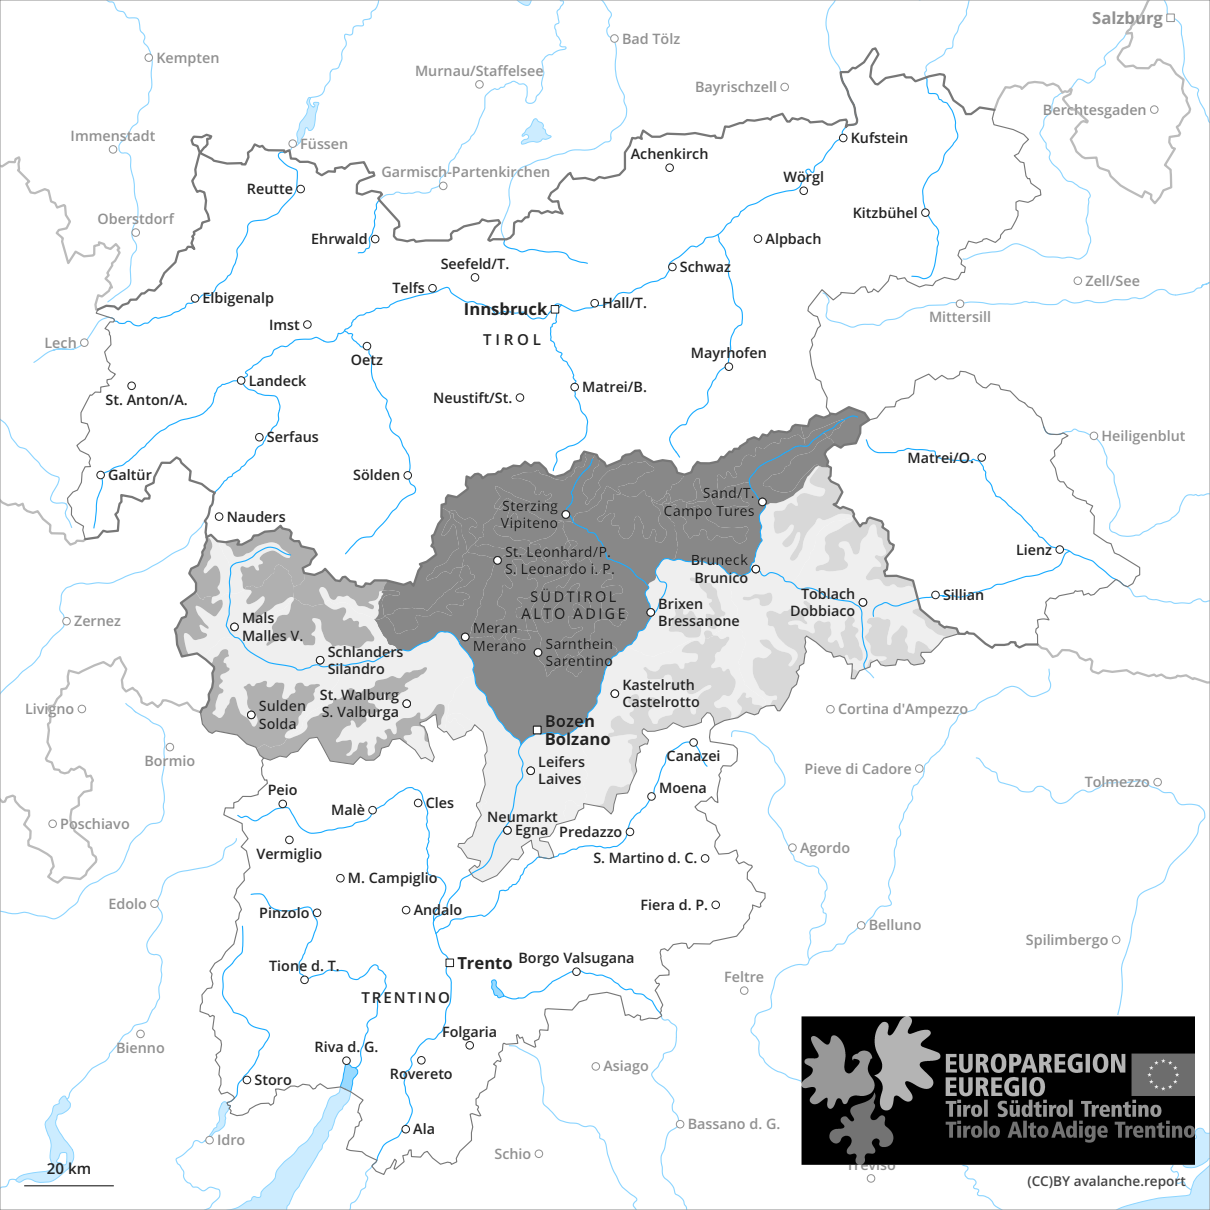 Salzburg
Bad Tölz
Kempten
Murnau/Staffelsee
Bayrischzell
Berchtesgaden
Immenstadt
Füssen
Kufstein
Achenkirch
Garmisch-Partenkirchen
Wörgl
Reutte
Oberstdorf
Kitzbühel
Ehrwald
Alpbach
Seefeld/T.
Schwaz
Zell/See
Telfs
Elbigenalp
Hall/T.
Innsbruck
Mittersill
Imst
TIROL
Lech
Oetz
Mayrhofen
Landeck
Matrei/B.
St. Anton/A.
Neustift/St.
Serfaus
Heiligenblut
Matrei/O.
Galtür
Sölden
Sand/T.
Campo Tures
Sterzing
Vipiteno
Nauders
St. Leonhard/P.
S. Leonardo i. P.
Lienz
Bruneck
Brunico
SÜDTIROL
ALTO ADIGE
Toblach
Dobbiaco
Sillian
Brixen
Bressanone
Zernez
Mals
Malles V.
Meran
Merano
Sarnthein
Sarentino
Schlanders
Silandro
Kastelruth
Castelrotto
St. Walburg
S. Valburga
Sulden
Solda
Livigno
Cortina d'Ampezzo
Bozen
Bolzano
Canazei
Bormio
Leifers
Laives
Pieve di Cadore
Tolmezzo
Peio
Moena
Malè
Cles
Neumarkt
Egna
Predazzo
Poschiavo
Vermiglio
S. Martino d. C.
Agordo
M. Campiglio
Edolo
Pinzolo
Andalo
Fiera d. P.
Belluno
Spilimbergo
Trento
Borgo Valsugana
Tione d. T.
Feltre
TRENTINO
Folgaria
Bienno
Riva d. G.
Rovereto
Asiago
Storo
EUROPAREGION
EUREGIO
Tirol Südtirol Trentino
Tirolo Alto Adige Trentino
Ala
Bassano d. G.
Idro
Schio
Treviso
20 km
(CC)BY avalanche.report